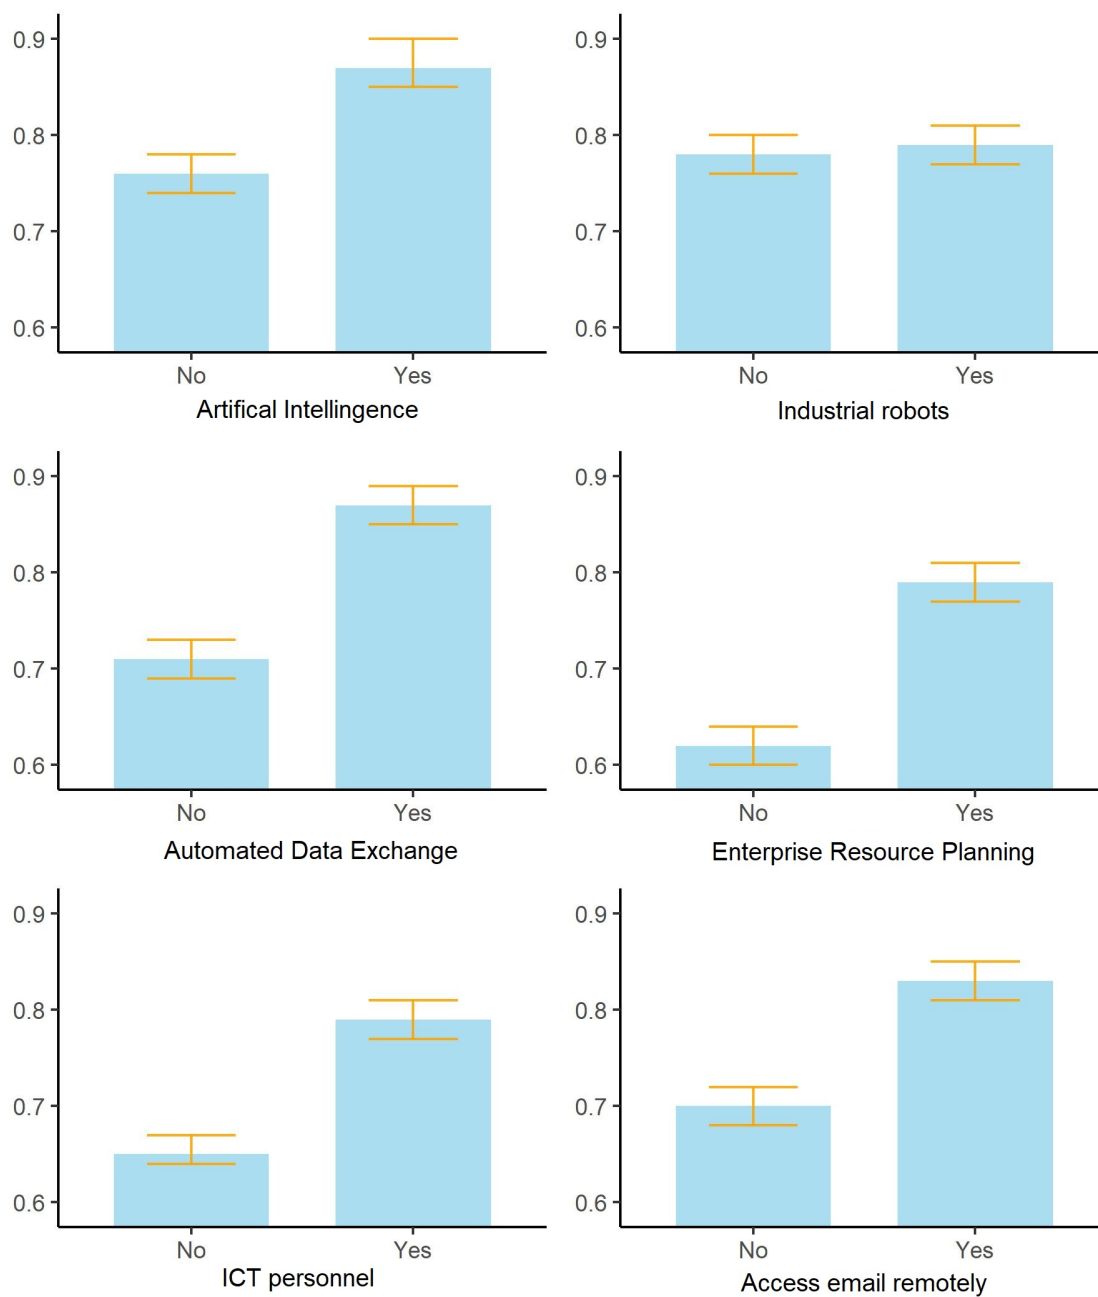 0.9
0.8
0.7
0.6
No Yes
Artifical Intellingence
0.9
0.8
0.7
0.6
No Yes
Industrial robots
0.9
0.8
0.7
0.6
No Yes
Automated Data Exchange
0.9
0.8
0.7
0.6
No Yes
Enterprise Resource Planning
0.9
0.8
0.7
0.6
No Yes
ICT personnel
0.9
0.8
0.7
0.6
No Yes
Access email remotely